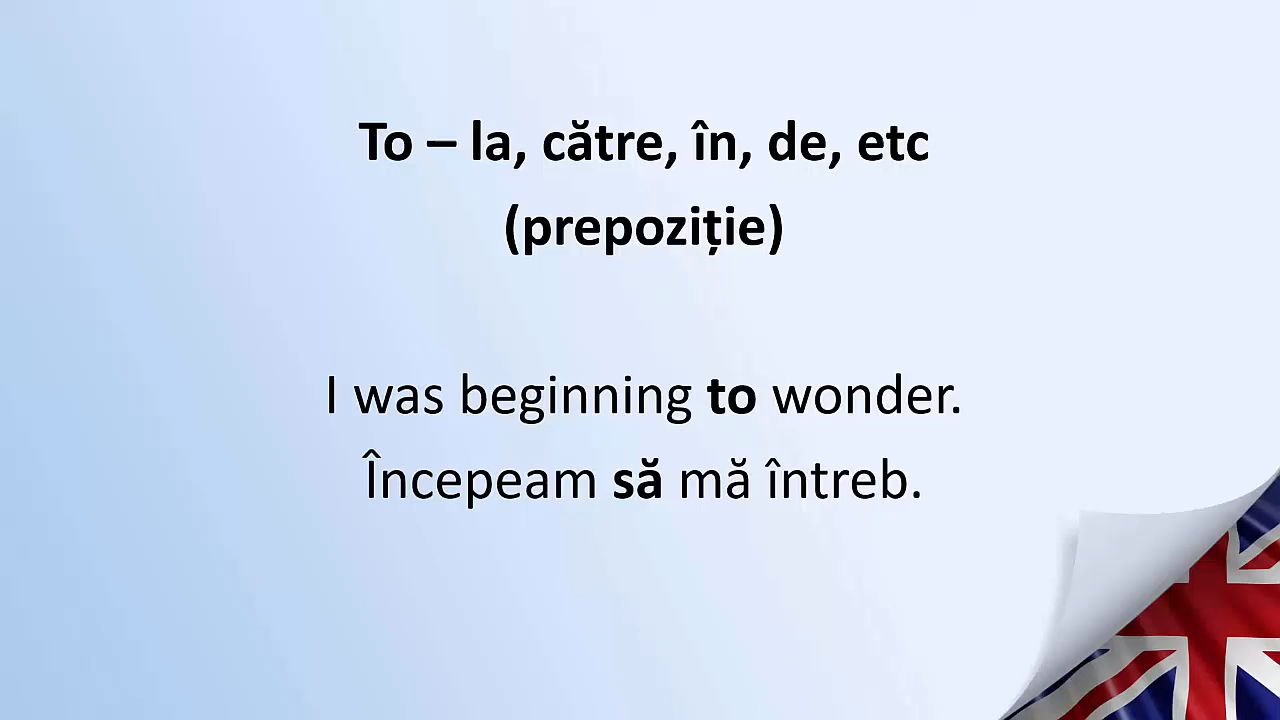 To – la, către, în, de, etc
(prepoziție)
I was beginning to wonder.
Începeam să mă întreb.